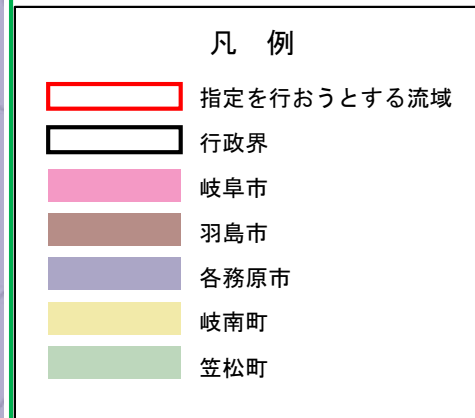 凡　例
指定を行おうとする流域
行政界
岐阜市
羽島市
各務原市
岐南町
笠松町